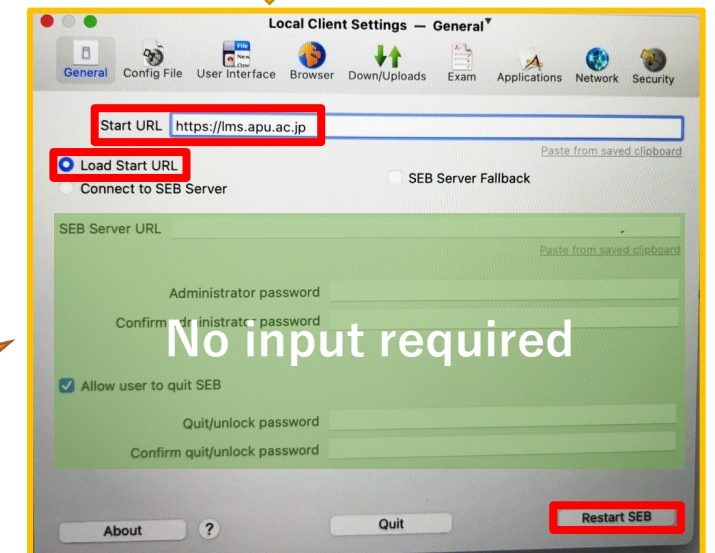 Local Client Settings — General
General
Config File
User Interface
Browser
Down/Uploads
Exam
Applications
Network
Security
File
New
Start URL https://lms.apu.ac.jp
Paste from saved clipboard
Load Start URL
Connect to SEB Server
SEB Server Fallback
SEB Server URL
Paste from saved clipboard
Administrator password
Confirm administrator password
No input required
Allow user to quit SEB
Quit/unlock password
Confirm quit/unlock password
About
?
Quit
Restart SEB